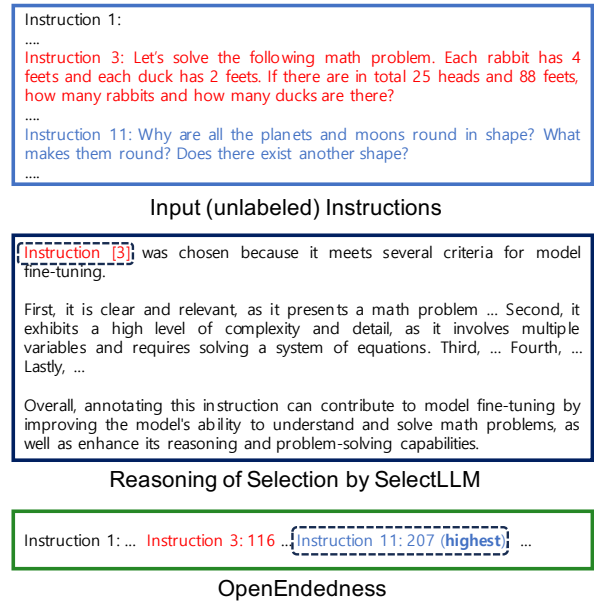 Instruction 1:
....
Instruction 3: Let's solve the following math problem. Each rabbit has 4
feets and each duck has 2 feets. If there are in total 25 heads and 88 feets,
how many rabbits and how many ducks are there?
....
Instruction 11: Why are all the planets and moons round in shape? What
makes them round? Does there exist another shape?
....
Input (unlabeled) Instructions
Instruction [3] was chosen because it meets several criteria for model
fine-tuning.
First, it is clear and relevant, as it presents a math problem ... Second, it
exhibits a high level of complexity and detail, as it involves multiple
variables and requires solving a system of equations. Third, ... Fourth, ...
Lastly, ...
Overall, annotating this instruction can contribute to model fine-tuning by
improving the model's ability to understand and solve math problems, as
well as enhance its reasoning and problem-solving capabilities.
Reasoning of Selection by SelectLLM
Instruction 1: ... Instruction 3: 116 ... Instruction 11: 207 (highest) ...
OpenEndedness